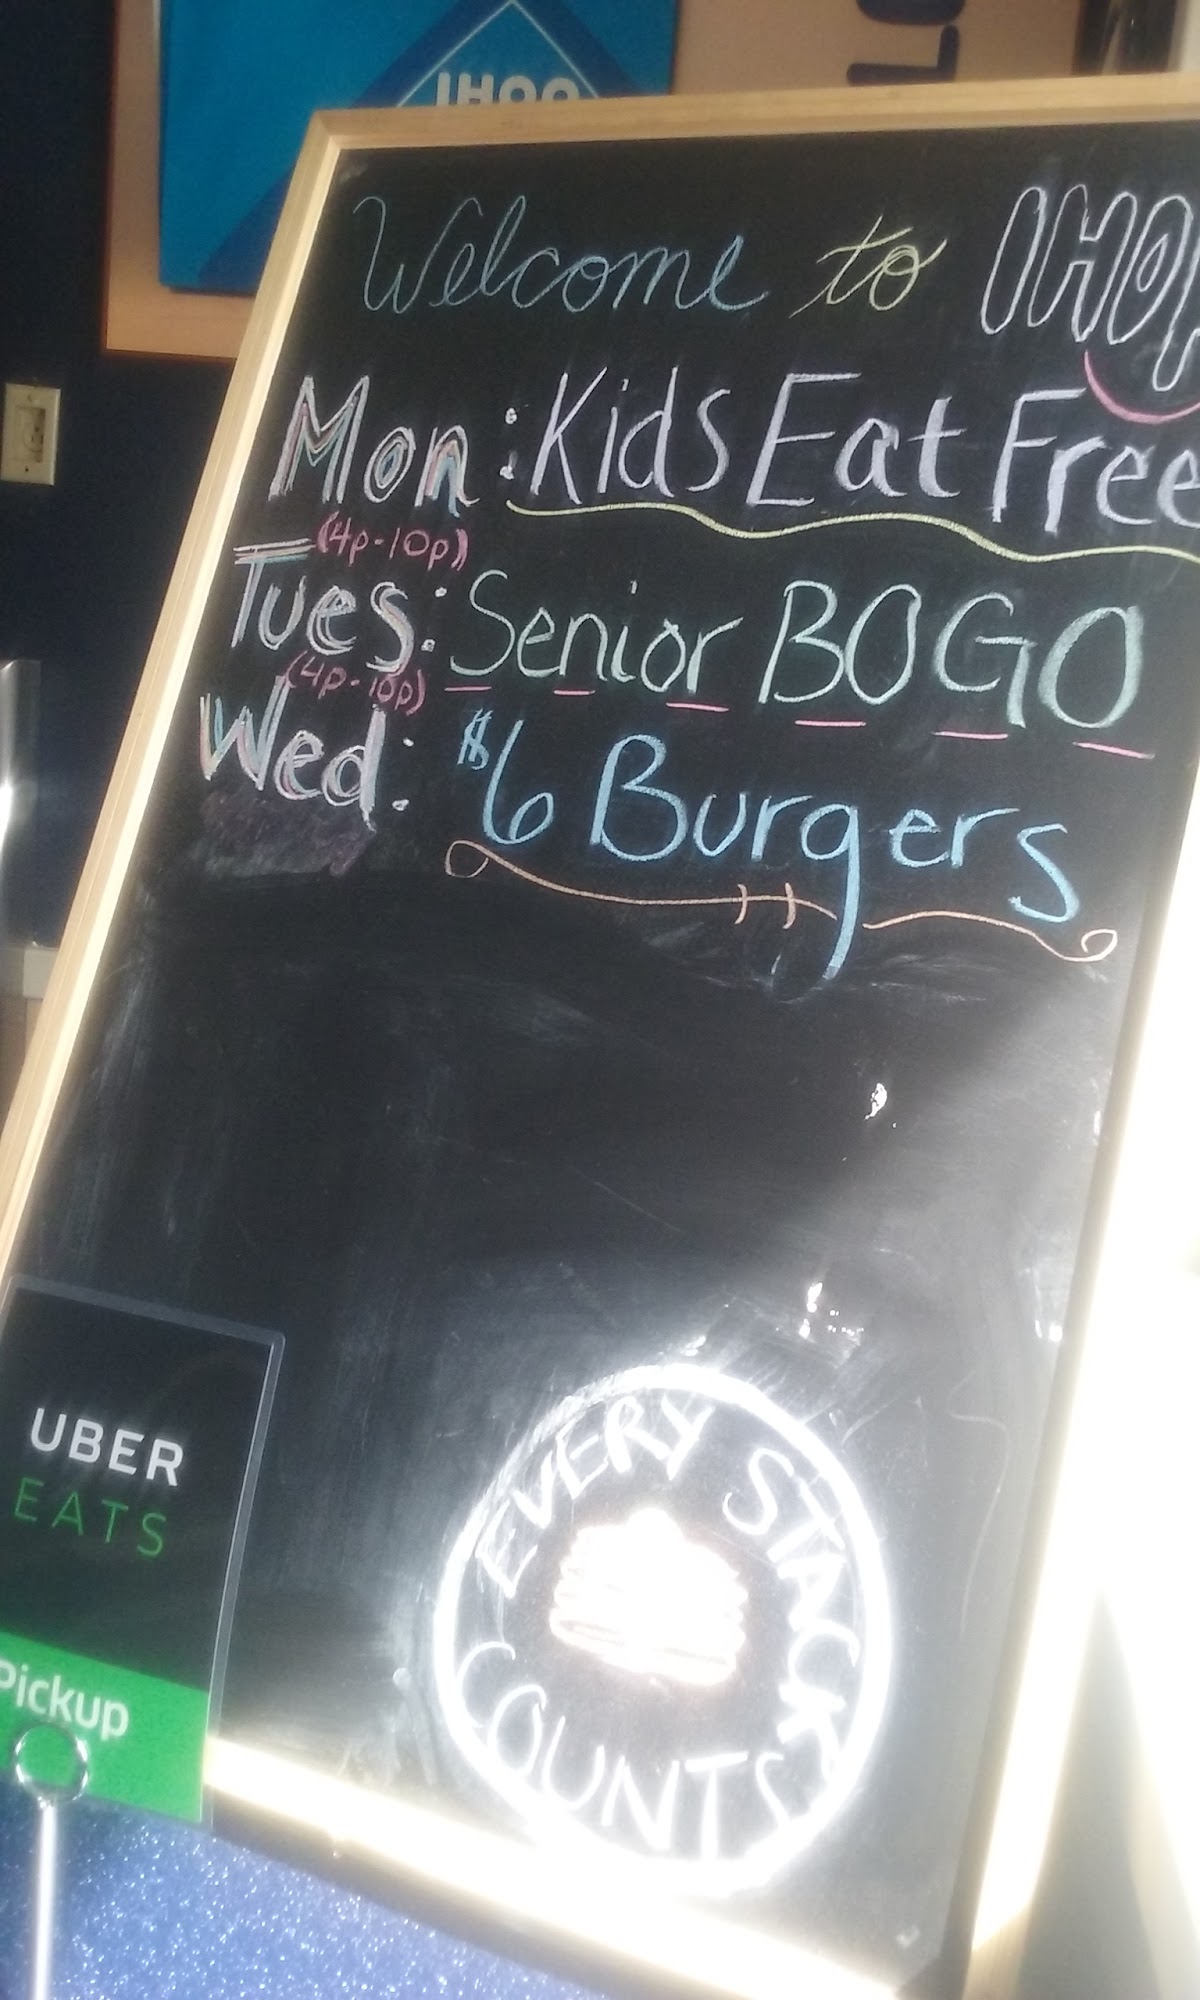 IHOP
Welcome to IHOP
Mon: Kids Eat Free
(4p-10p)
Tues: Senior BOGO
(4p-10p)
Wed: $6 Burgers
EVERY STACK COUNTS
UBER
EATS
Pickup